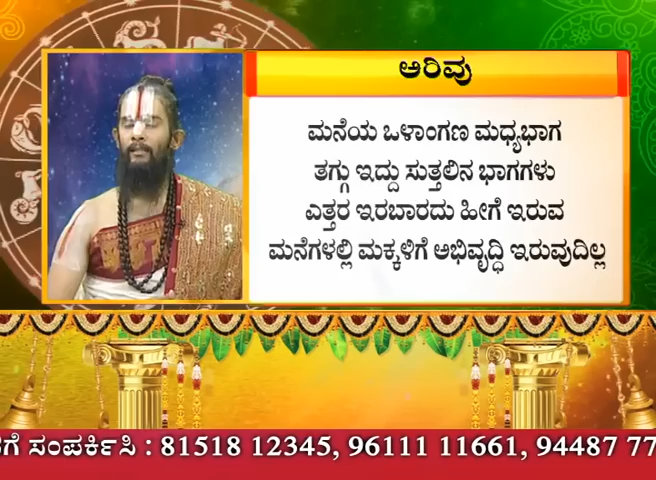 ಅರಿವು
ಮನೆಯ ಒಳಾಂಗಣ ಮಧ್ಯಭಾಗ
ತಗ್ಗು ಇದ್ದು ಸುತ್ತಲಿನ ಭಾಗಗಳು
ಎತ್ತರ ಇರಬಾರದು ಹೀಗೆ ಇರುವ
ಮನೆಗಳಲ್ಲಿ ಮಕ್ಕಳಿಗೆ ಅಭಿವೃದ್ಧಿ ಇರುವುದಿಲ್ಲ
ಸಂಪರ್ಕಿಸಿ : 81518 12345, 96111 11661, 94487 77